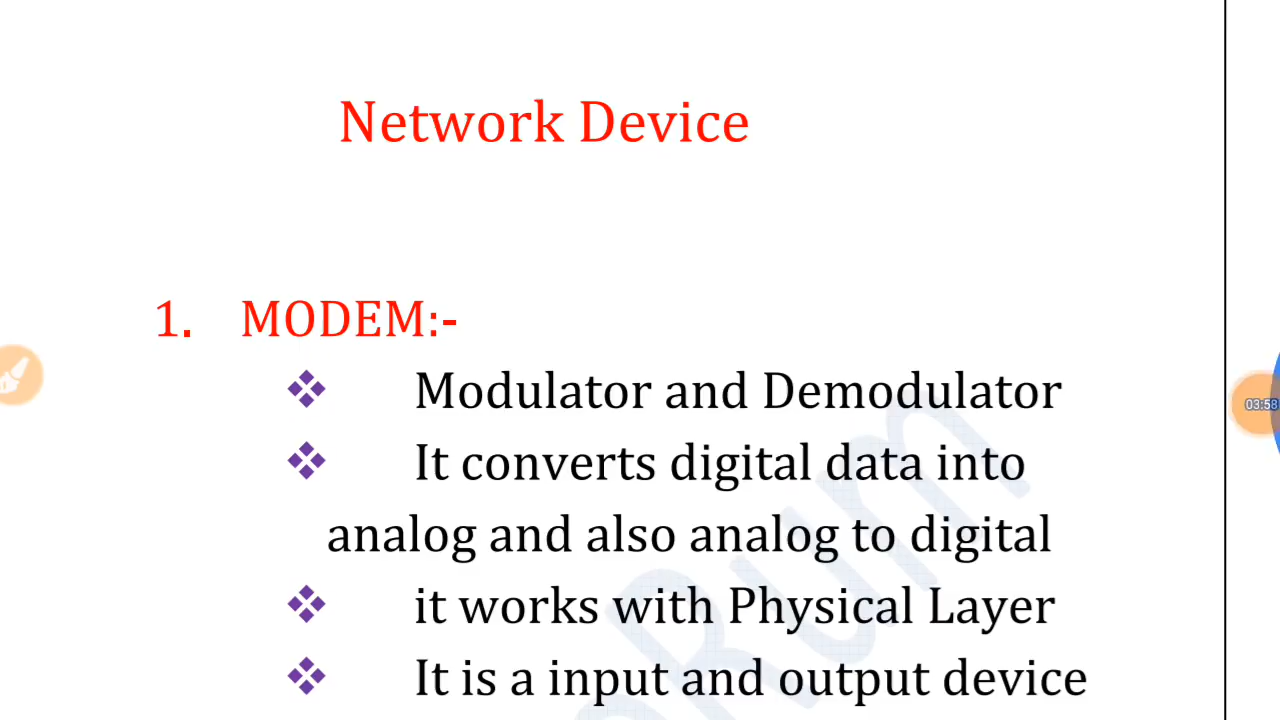 Network Device
1. MODEM:-
❖ Modulator and Demodulator
❖ It converts digital data into
analog and also analog to digital
❖ it works with Physical Layer
❖ It is a input and output device
03:58